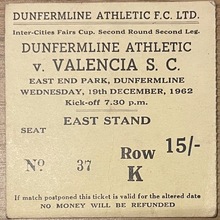 DUNFERMLINE ATHLETIC F.C. LTD.
Inter-Cities Fairs Cup. Second Round Second Leg.
DUNFERMLINE ATHLETIC
v. VALENCIA S. C.
EAST END PARK, DUNFERMLINE
WEDNESDAY, 19th DECEMBER, 1962
Kick-off 7.30 p.m.
EAST STAND
SEAT
Nº 37 Row K 15/-
If match postponed this ticket is valid for the altered date
NO MONEY WILL BE REFUNDED